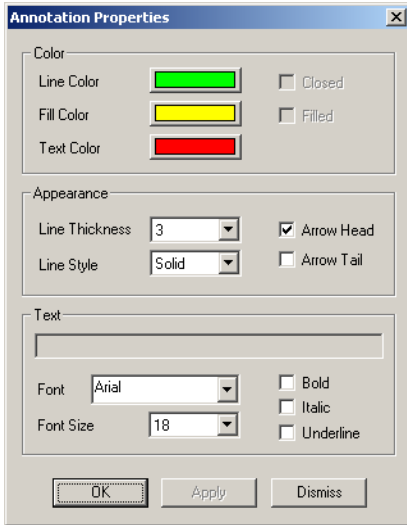 Annotation Properties
Color
Line Color
Closed
Fill Color
Filled
Text Color
Appearance
Line Thickness 3
Arrow Head
Line Style Solid
Arrow Tail
Text
Font Arial
Bold
Italic
Font Size 18
Underline
OK Apply Dismiss